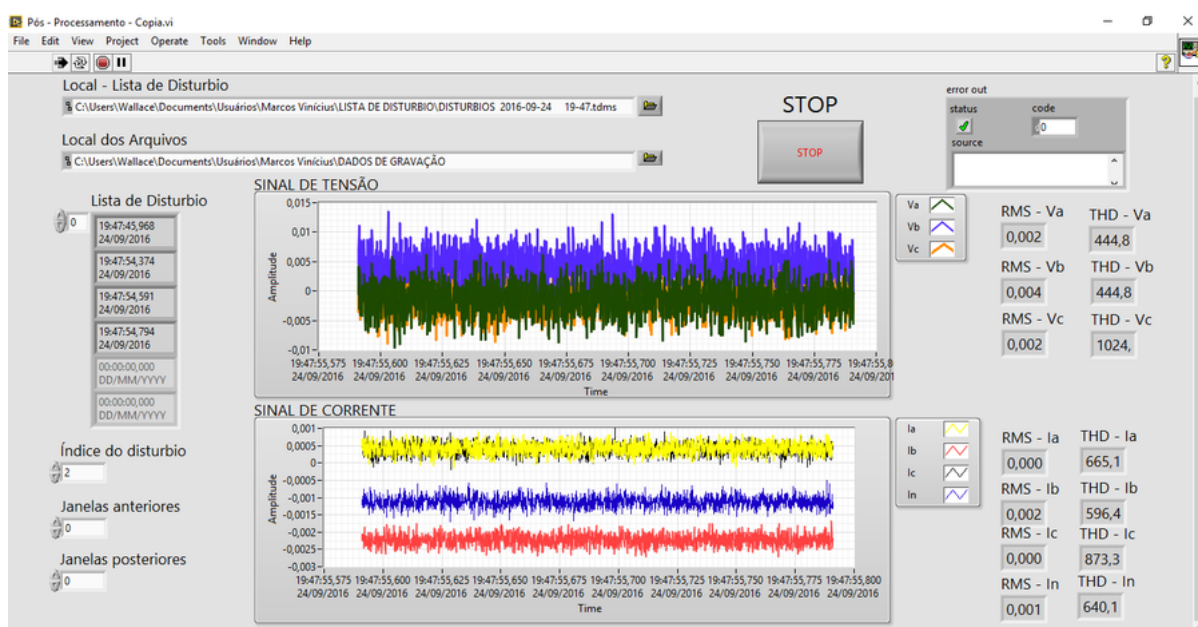 Pós - Processamento - Copia.vi
File Edit View Project Operate Tools Window Help
Local - Lista de Disturbio
C:\Users\Wallace\Documents\Usuários\Marcos Vinícius\LISTA DE DISTURBIO\DISTURBIOS 2016-09-24 19-47.tdms
Local dos Arquivos
C:\Users\Wallace\Documents\Usuários\Marcos Vinícius\DADOS DE GRAVAÇÃO
STOP
STOP
error out
status code
0
source
Lista de Disturbio
0
19:47:45,968
24/09/2016
19:47:54,374
24/09/2016
19:47:54,591
24/09/2016
19:47:54,794
24/09/2016
00:00:00,000
DD/MM/YYYY
00:00:00,000
DD/MM/YYYY
Índice do disturbio
2
Janelas anteriores
0
Janelas posteriores
0
SINAL DE TENSÃO
Amplitude
0,015
0,01
0,005
0
-0,005
-0,01
19:47:55,575 19:47:55,600 19:47:55,625 19:47:55,650 19:47:55,675 19:47:55,700 19:47:55,725 19:47:55,750 19:47:55,775 19:47:55,8
24/09/2016 24/09/2016 24/09/2016 24/09/2016 24/09/2016 24/09/2016 24/09/2016 24/09/2016 24/09/2016 24/09/201
Time
Va
Vb
Vc
RMS - Va THD - Va
0,002 444,8
RMS - Vb THD - Vb
0,004 444,8
RMS - Vc THD - Vc
0,002 1024,
SINAL DE CORRENTE
Amplitude
0,001
0,0005
0
-0,0005
-0,001
-0,0015
-0,002
-0,0025
-0,003
19:47:55,575 19:47:55,600 19:47:55,625 19:47:55,650 19:47:55,675 19:47:55,700 19:47:55,725 19:47:55,750 19:47:55,775 19:47:55,800
24/09/2016 24/09/2016 24/09/2016 24/09/2016 24/09/2016 24/09/2016 24/09/2016 24/09/2016 24/09/2016 24/09/2016
Time
Ia
Ib
Ic
In
RMS - Ia THD - Ia
0,000 665,1
RMS - Ib THD - Ib
0,002 596,4
RMS - Ic THD - Ic
0,000 873,3
RMS - In THD - In
0,001 640,1